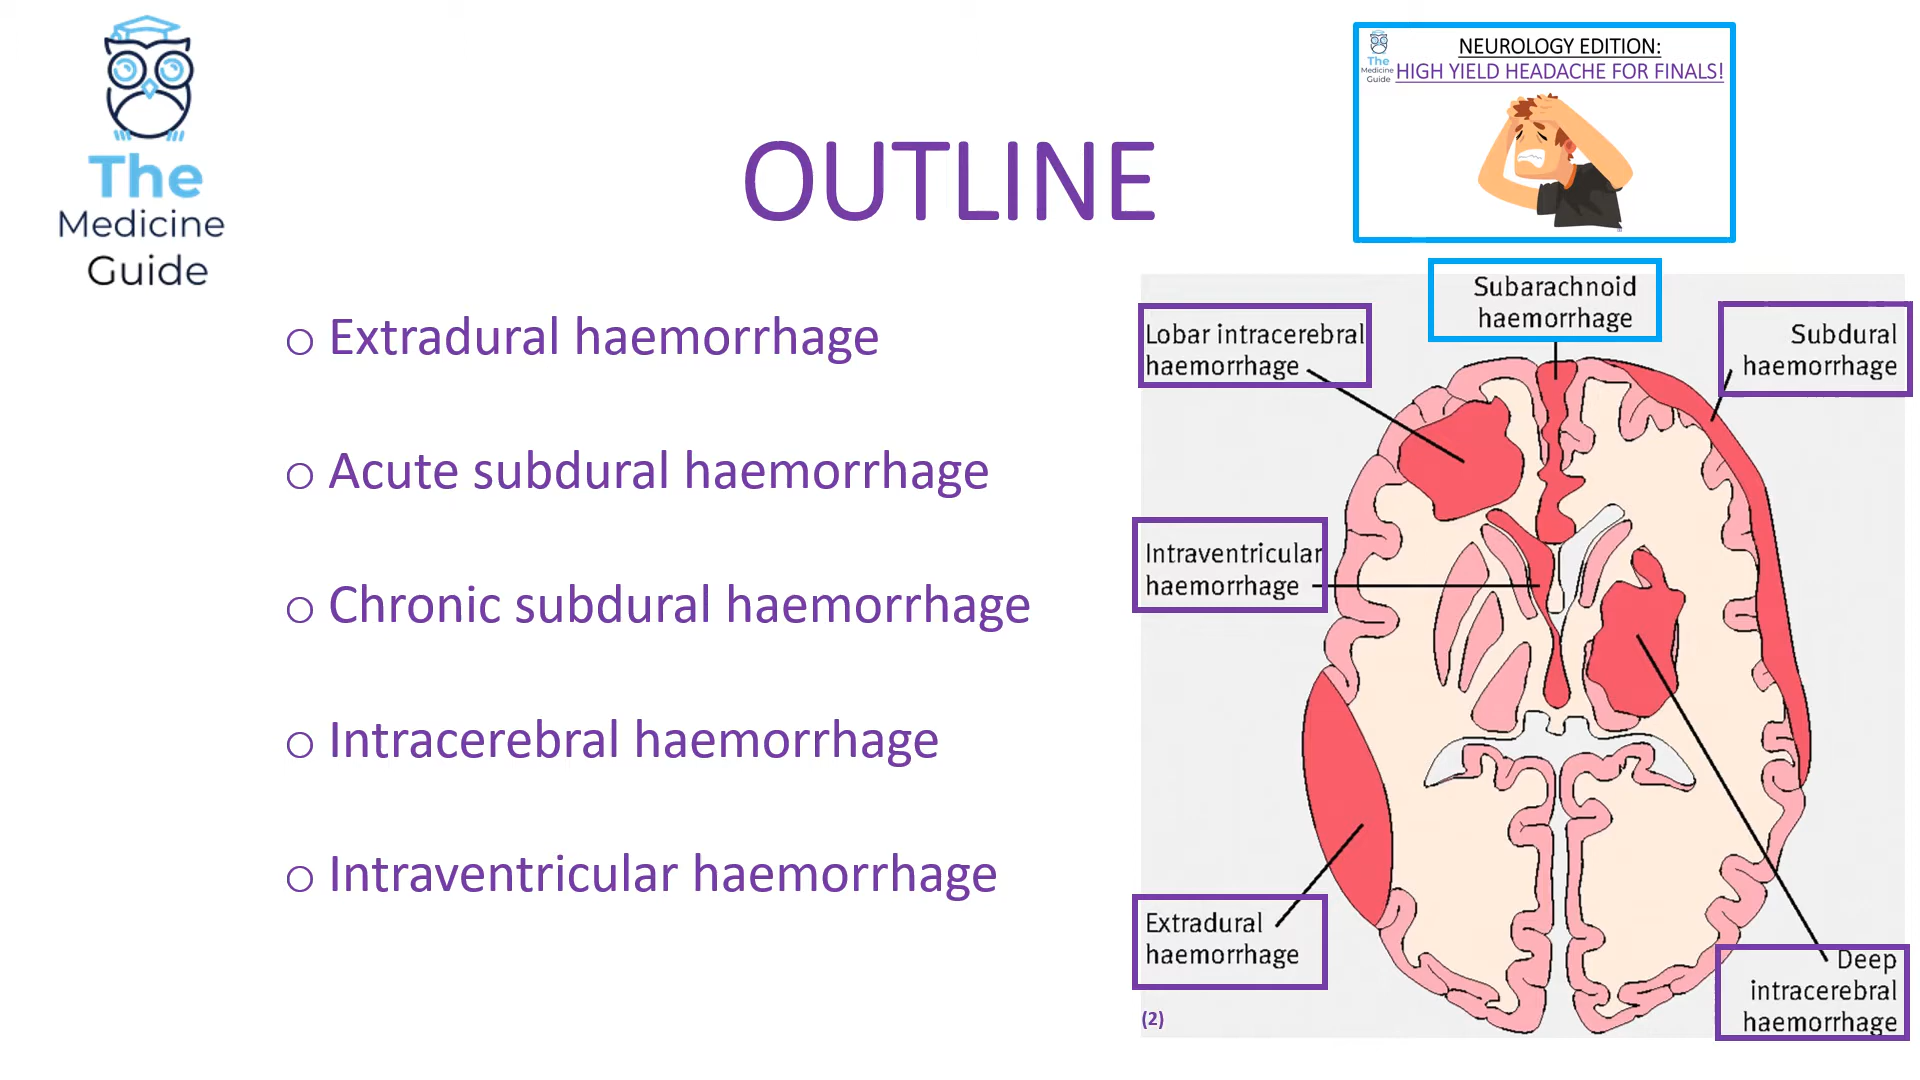 The
Medicine
Guide
OUTLINE
NEUROLOGY EDITION:
The
Medicine
Guide
HIGH YIELD HEADACHE FOR FINALS!
o Extradural haemorrhage
o Acute subdural haemorrhage
o Chronic subdural haemorrhage
o Intracerebral haemorrhage
o Intraventricular haemorrhage
Subarachnoid
haemorrhage
Lobar intracerebral
haemorrhage
Subdural
haemorrhage
Intraventricular
haemorrhage
Extradural
haemorrhage
Deep
intracerebral
haemorrhage
(2)